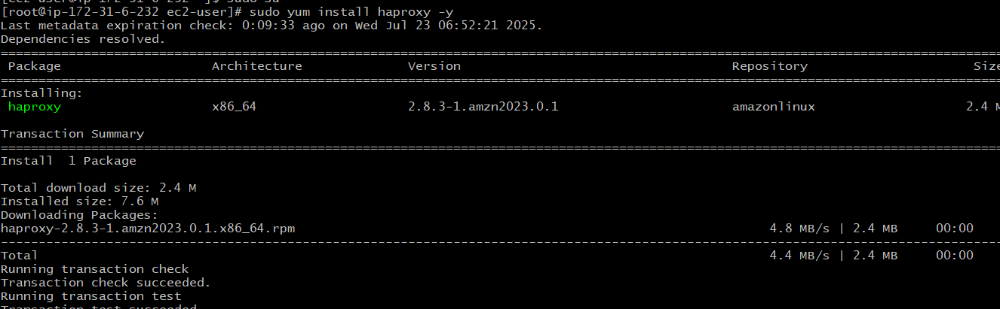 [ec2-user@ip-172-31-6-232 ~]$ sudo su
[root@ip-172-31-6-232 ec2-user]# sudo yum install haproxy -y
Last metadata expiration check: 0:09:33 ago on Wed Jul 23 06:52:21 2025.
Dependencies resolved.
================================================================================
Package Architecture Version Repository Size
================================================================================
Installing:
haproxy x86_64 2.8.3-1.amzn2023.0.1 amazonlinux 2.4 M
Transaction Summary
================================================================================
Install 1 Package
Total download size: 2.4 M
Installed size: 7.6 M
Downloading Packages:
haproxy-2.8.3-1.amzn2023.0.1.x86_64.rpm 4.8 MB/s | 2.4 MB 00:00
--------------------------------------------------------------------------------
Total 4.4 MB/s | 2.4 MB 00:00
Running transaction check
Transaction check succeeded.
Running transaction test
Transaction test succeeded